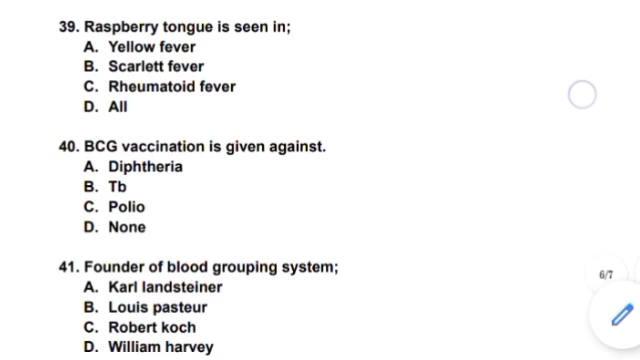 39. Raspberry tongue is seen in;
A. Yellow fever
B. Scarlett fever
C. Rheumatoid fever
D. All
40. BCG vaccination is given against.
A. Diphtheria
B. Tb
C. Polio
D. None
41. Founder of blood grouping system;
A. Karl landsteiner
B. Louis pasteur
C. Robert koch
D. William harvey
6/7